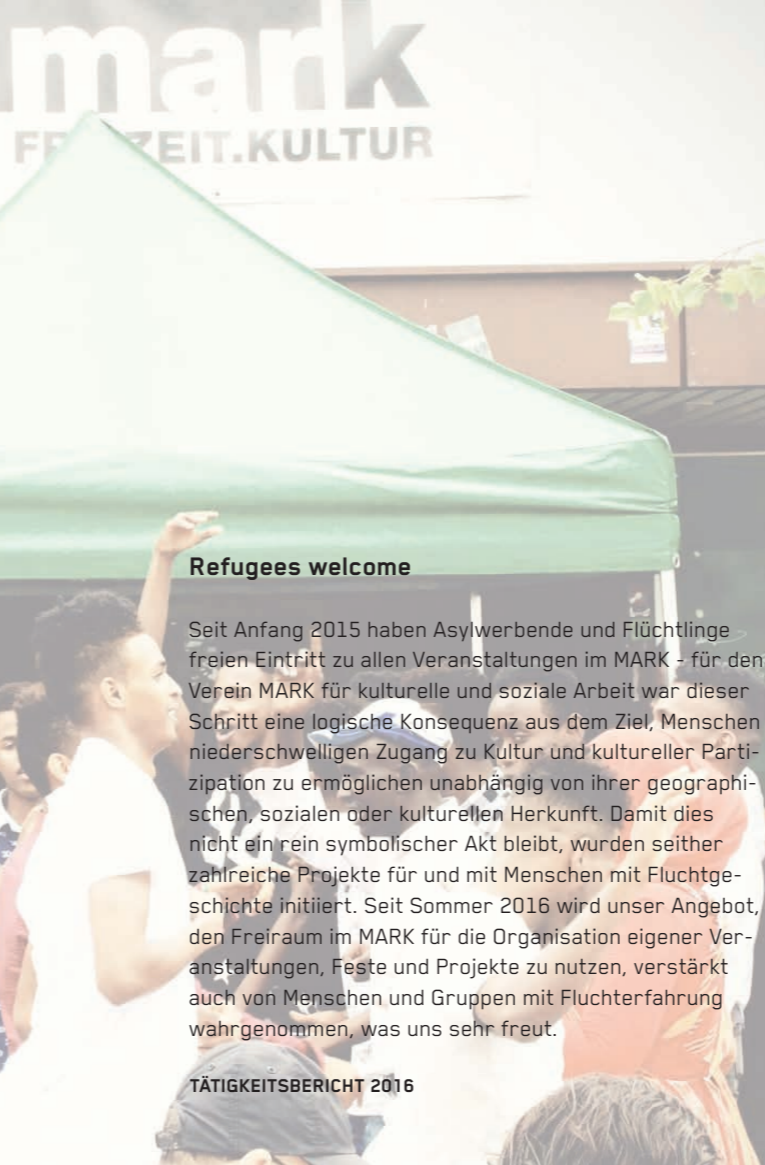 mark
FREIZEIT.KULTUR
Refugees welcome
Seit Anfang 2015 haben Asylwerbende und Flüchtlinge
freien Eintritt zu allen Veranstaltungen im MARK - für den
Verein MARK für kulturelle und soziale Arbeit war dieser
Schritt eine logische Konsequenz aus dem Ziel, Menschen
niederschwelligen Zugang zu Kultur und kultureller Parti-
zipation zu ermöglichen unabhängig von ihrer geographi-
schen, sozialen oder kulturellen Herkunft. Damit dies
nicht ein rein symbolischer Akt bleibt, wurden seither
zahlreiche Projekte für und mit Menschen mit Fluchtge-
schichte initiiert. Seit Sommer 2016 wird unser Angebot,
den Freiraum im MARK für die Organisation eigener Ver-
anstaltungen, Feste und Projekte zu nutzen, verstärkt
auch von Menschen und Gruppen mit Fluchterfahrung
wahrgenommen, was uns sehr freut.
TÄTIGKEITSBERICHT 2016